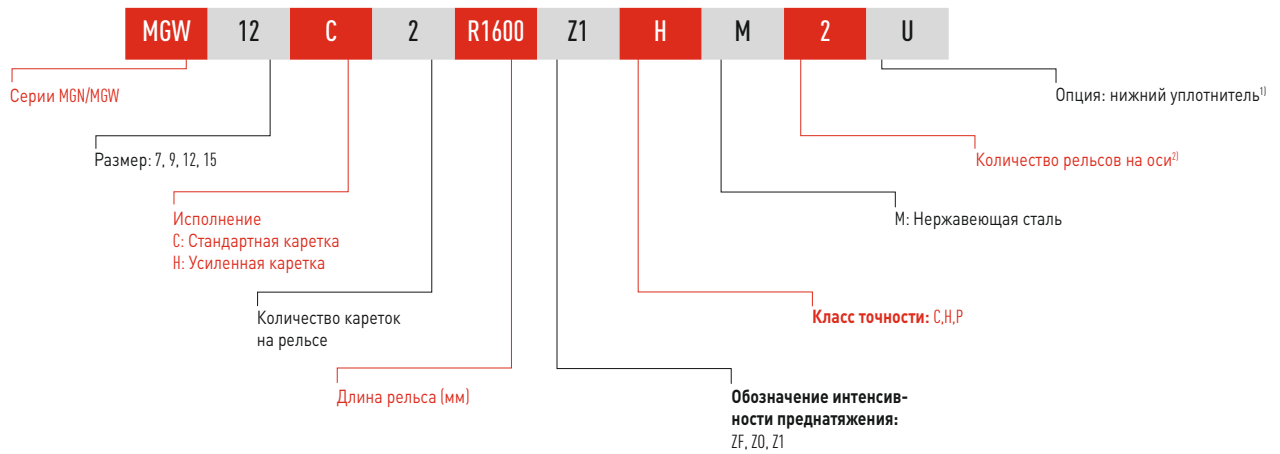 MGW 12 C 2 R1600 Z1 H M 2 U
Серии MGN/MGW
Опция: нижний уплотнитель¹⁾
Размер: 7, 9, 12, 15
Количество рельсов на оси²⁾
Исполнение
C: Стандартная каретка
H: Усиленная каретка
M: Нержавеющая сталь
Количество кареток
на рельсе
Класс точности: C,H,P
Длина рельса (мм)
Обозначение интенсив-
ности преднатяжения:
ZF, Z0, Z1